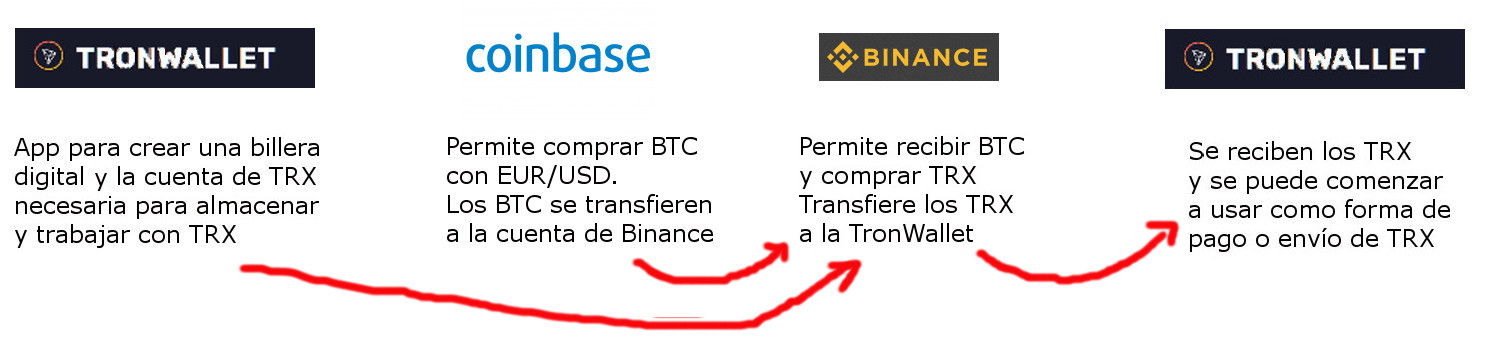 TRONWALLET
App para crear una billera
digital y la cuenta de TRX
necesaria para almacenar
y trabajar con TRX
coinbase
Permite comprar BTC
con EUR/USD.
Los BTC se transfieren
a la cuenta de Binance
BINANCE
Permite recibir BTC
y comprar TRX
Transfiere los TRX
a la TronWallet
TRONWALLET
Se reciben los TRX
y se puede comenzar
a usar como forma de
pago o envío de TRX